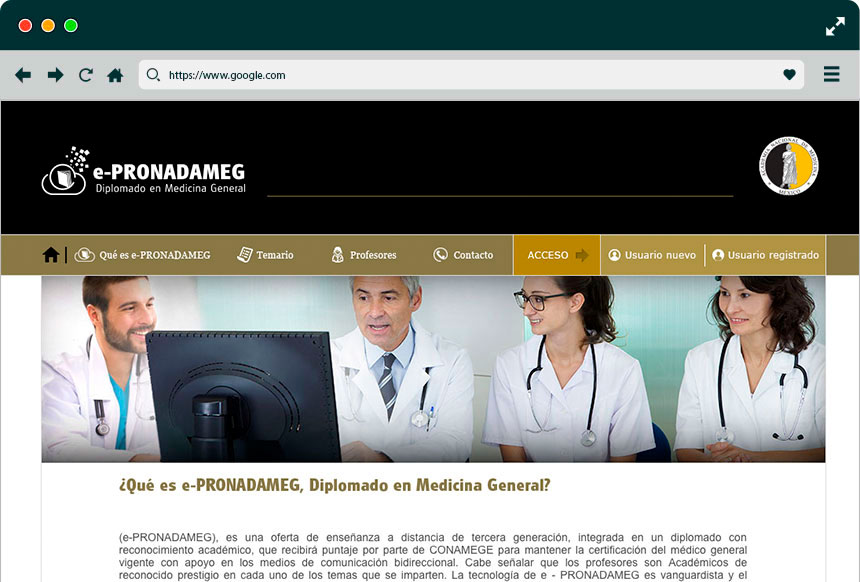 https://www.google.com
e-PRONADAMEG
Diplomado en Medicina General
ACADEMIA NACIONAL DE MEDICINA
MEXICO
Qué es e-PRONADAMEG
Temario
Profesores
Contacto
ACCESO
Usuario nuevo
Usuario registrado
¿Qué es e-PRONADAMEG, Diplomado en Medicina General?
(e-PRONADAMEG), es una oferta de enseñanza a distancia de tercera generación, integrada en un diplomado con
reconocimiento académico, que recibirá puntaje por parte de CONAMEGE para mantener la certificación del médico general
vigente con apoyo en los medios de comunicación bidireccional. Cabe señalar que los profesores son Académicos de
reconocido prestigio en cada uno de los temas que se imparten. La tecnología de e - PRONADAMEG es vanguardista y el